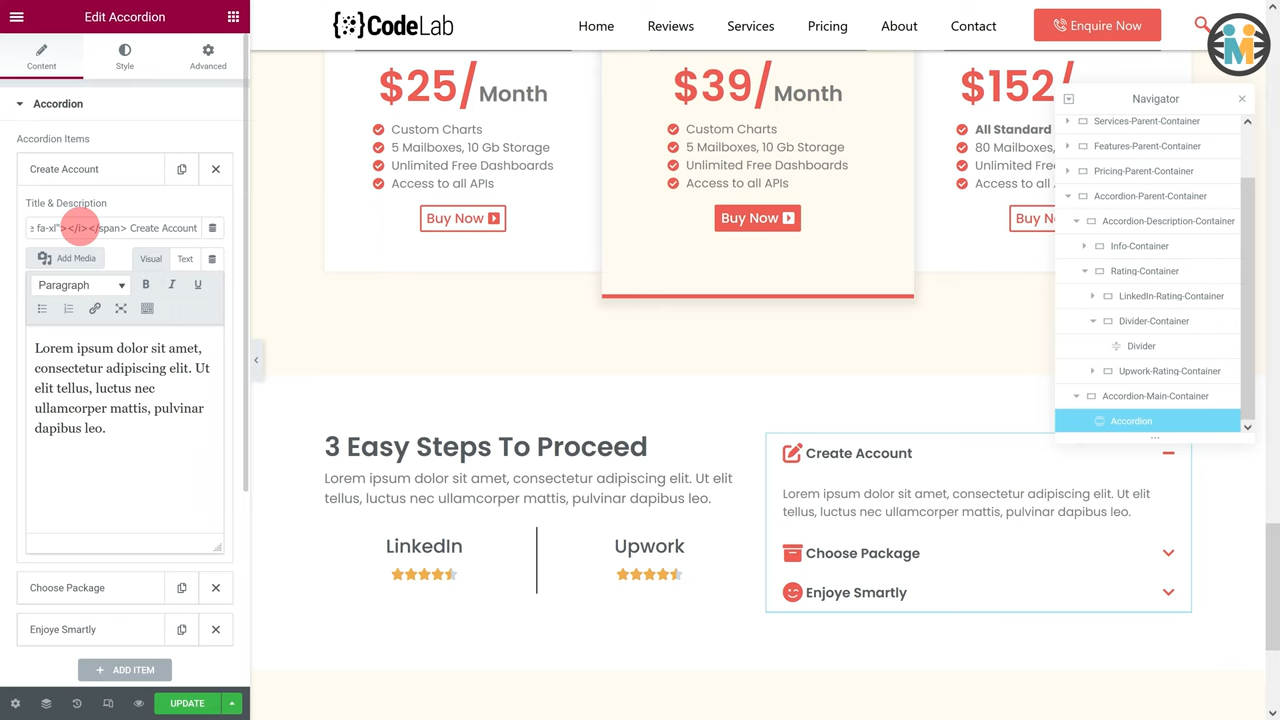 Edit Accordion
Content
Style
Advanced
Accordion
Accordion Items
Create Account
Title & Description
e fa-xl"></i></span> Create Account
Add Media
Visual
Text
Paragraph
B I U
Lorem ipsum dolor sit amet,
consectetur adipiscing elit. Ut
elit tellus, luctus nec
ullamcorper mattis, pulvinar
dapibus leo.
Choose Package
Enjoye Smartly
+ ADD ITEM
UPDATE
{} CodeLab
Home
Reviews
Services
Pricing
About
Contact
Enquire Now
$25/Month
Custom Charts
5 Mailboxes, 10 Gb Storage
Unlimited Free Dashboards
Access to all APIs
Buy Now
$39/Month
Custom Charts
5 Mailboxes, 10 Gb Storage
Unlimited Free Dashboards
Access to all APIs
Buy Now
$152/
All Standard
80 Mailboxes,
Unlimited Fre
Access to all
Buy No
Navigator
Services-Parent-Container
Features-Parent-Container
Pricing-Parent-Container
Accordion-Parent-Container
Accordion-Description-Container
Info-Container
Rating-Container
LinkedIn-Rating-Container
Divider-Container
Divider
Upwork-Rating-Container
Accordion-Main-Container
Accordion
3 Easy Steps To Proceed
Lorem ipsum dolor sit amet, consectetur adipiscing elit. Ut elit
tellus, luctus nec ullamcorper mattis, pulvinar dapibus leo.
LinkedIn
Upwork
Create Account
Lorem ipsum dolor sit amet, consectetur adipiscing elit. Ut elit
tellus, luctus nec ullamcorper mattis, pulvinar dapibus leo.
Choose Package
Enjoye Smartly